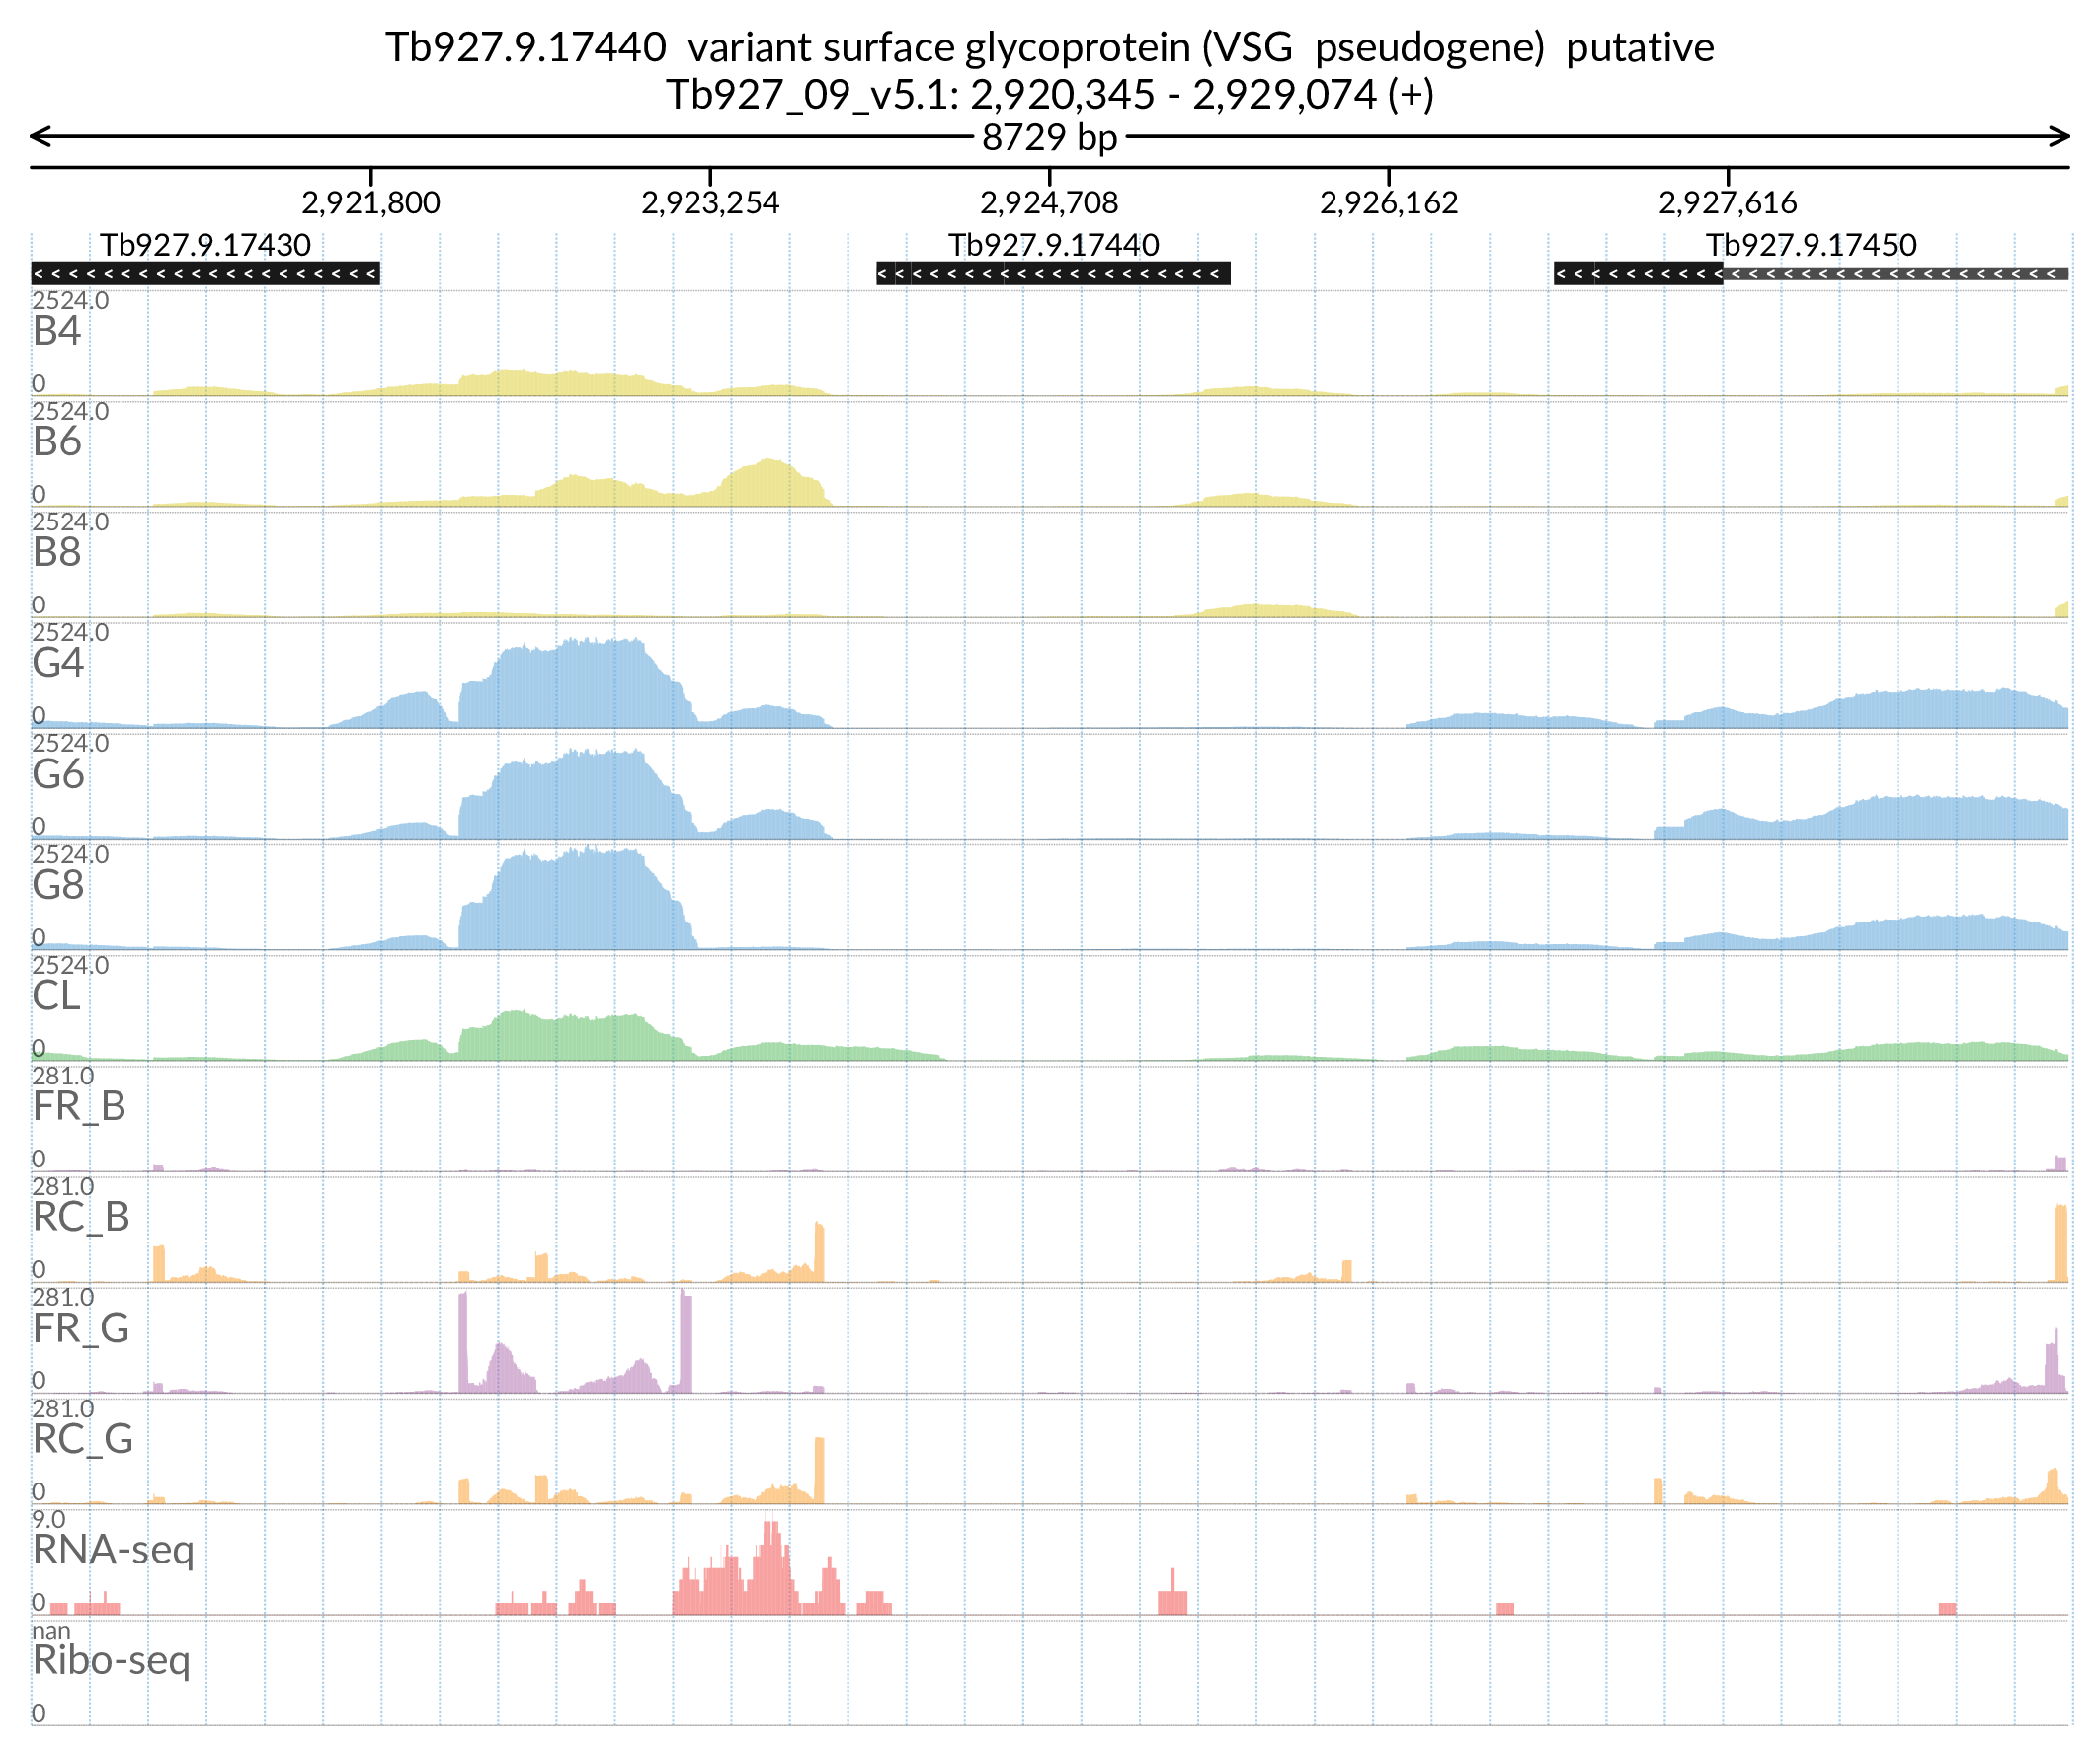 Tb927.9.17440  variant surface glycoprotein (VSG  pseudogene)  putative
Tb927_09_v5.1: 2,920,345 - 2,929,074 (+)
8729 bp
2,921,800 2,923,254 2,924,708 2,926,162 2,927,616
Tb927.9.17430 Tb927.9.17440 Tb927.9.17450
2524.0
B4
0
2524.0
B6
0
2524.0
B8
0
2524.0
G4
0
2524.0
G6
0
2524.0
G8
0
2524.0
CL
0
281.0
FR_B
0
281.0
RC_B
0
281.0
FR_G
0
281.0
RC_G
0
9.0
RNA-seq
0
nan
Ribo-seq
0